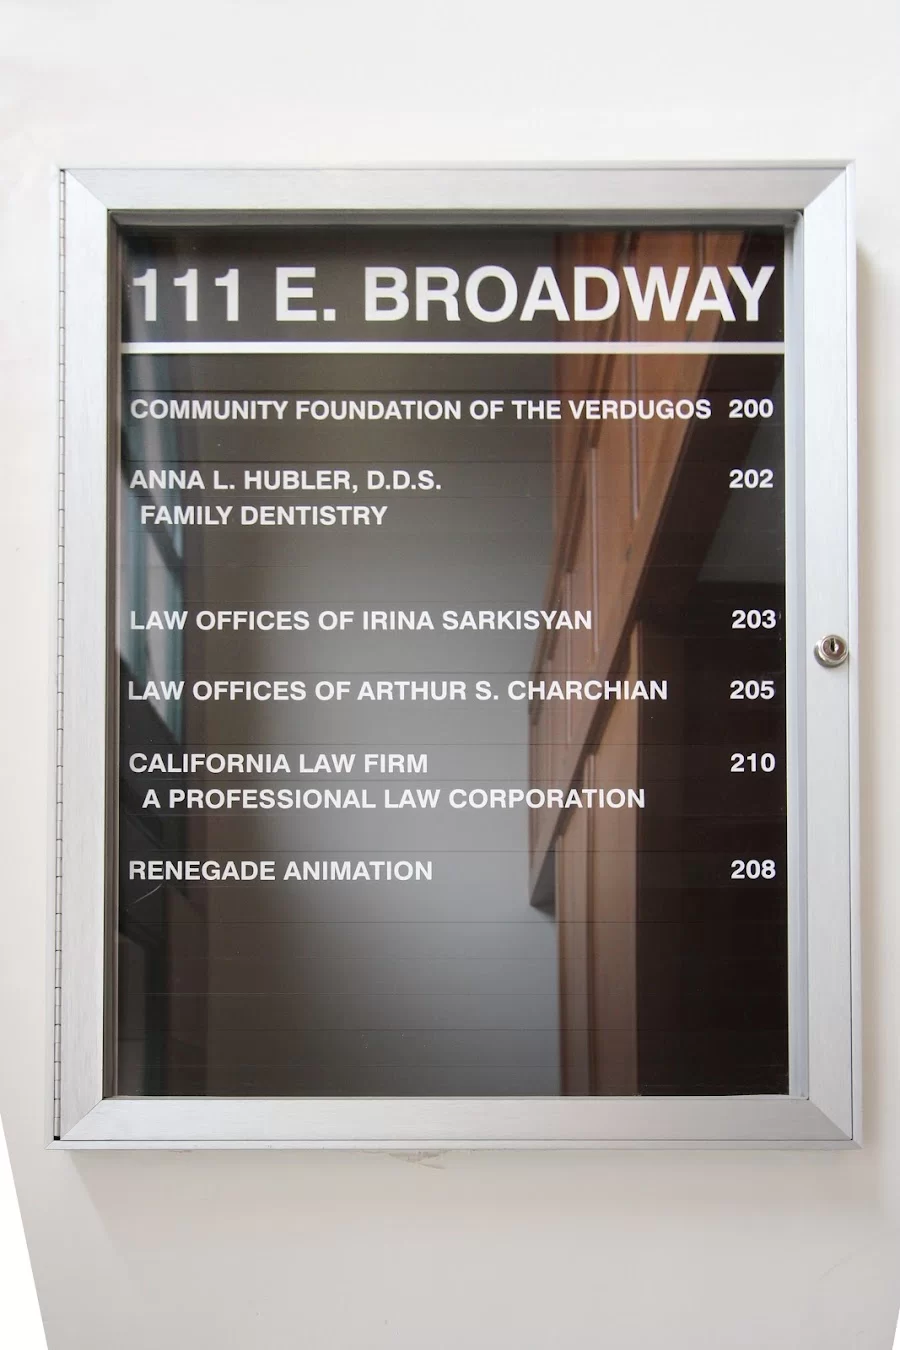 111 E. BROADWAY
COMMUNITY FOUNDATION OF THE VERDUGOS 200
ANNA L. HUBLER, D.D.S. 202
FAMILY DENTISTRY
LAW OFFICES OF IRINA SARKISYAN 203
LAW OFFICES OF ARTHUR S. CHARCHIAN 205
CALIFORNIA LAW FIRM 210
A PROFESSIONAL LAW CORPORATION
RENEGADE ANIMATION 208